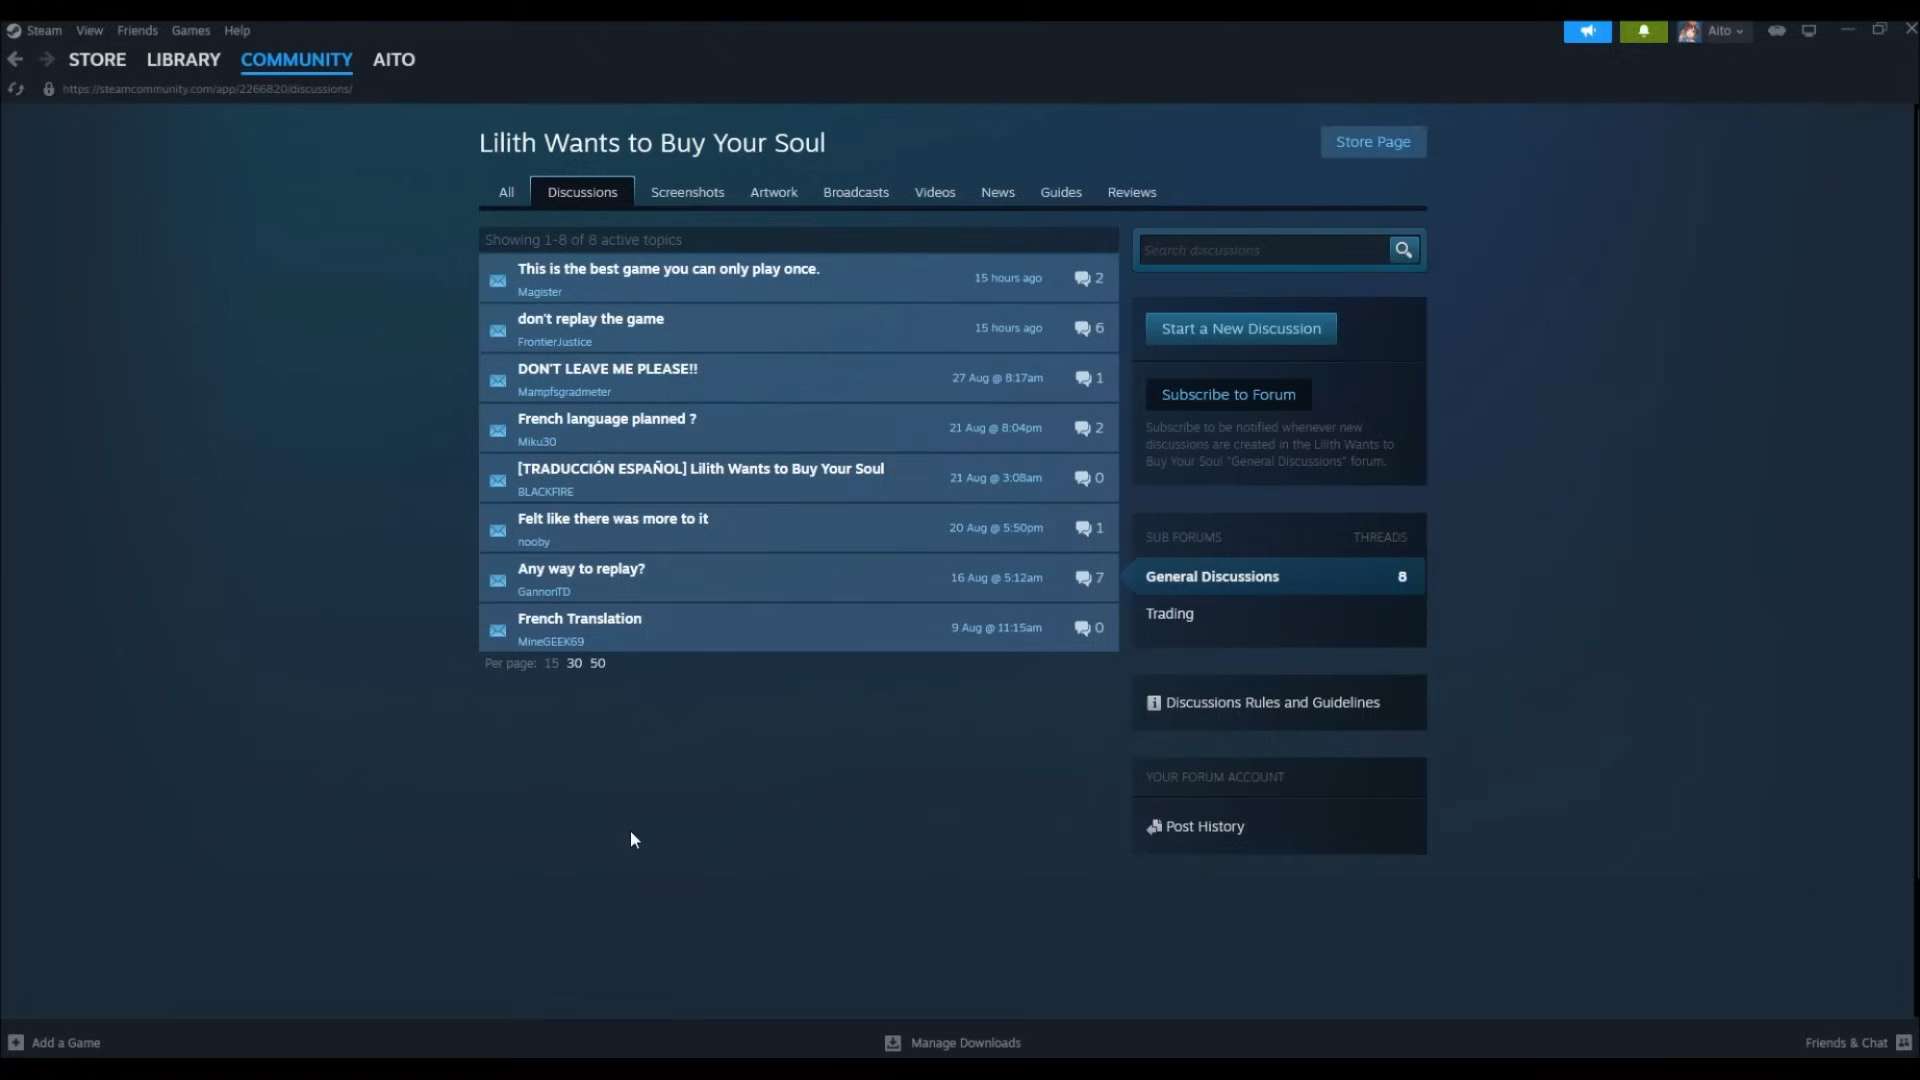 Steam View Friends Games Help
Aito
STORE LIBRARY COMMUNITY AITO
https://steamcommunity.com/app/2266820/discussions/
Lilith Wants to Buy Your Soul
Store Page
All Discussions Screenshots Artwork Broadcasts Videos News Guides Reviews
Showing 1-8 of 8 active topics
This is the best game you can only play once.
Magister
15 hours ago 2
don't replay the game
FrontierJustice
15 hours ago 6
DON'T LEAVE ME PLEASE!!
Mampfsgradmeter
27 Aug @ 8:17am 1
French language planned ?
Miku30
21 Aug @ 8:04pm 2
[TRADUCCIÓN ESPAÑOL] Lilith Wants to Buy Your Soul
BLACKFIRE
21 Aug @ 3:08am 0
Felt like there was more to it
nooby
20 Aug @ 5:50pm 1
Any way to replay?
GannonTD
16 Aug @ 5:12am 7
French Translation
MineGEEK69
9 Aug @ 11:15am 0
Per page: 15 30 50
Search discussions
Start a New Discussion
Subscribe to Forum
Subscribe to be notified whenever new
discussions are created in the Lilith Wants to
Buy Your Soul "General Discussions" forum.
SUB FORUMS THREADS
General Discussions 8
Trading
Discussions Rules and Guidelines
YOUR FORUM ACCOUNT
Post History
Add a Game
Manage Downloads
Friends & Chat